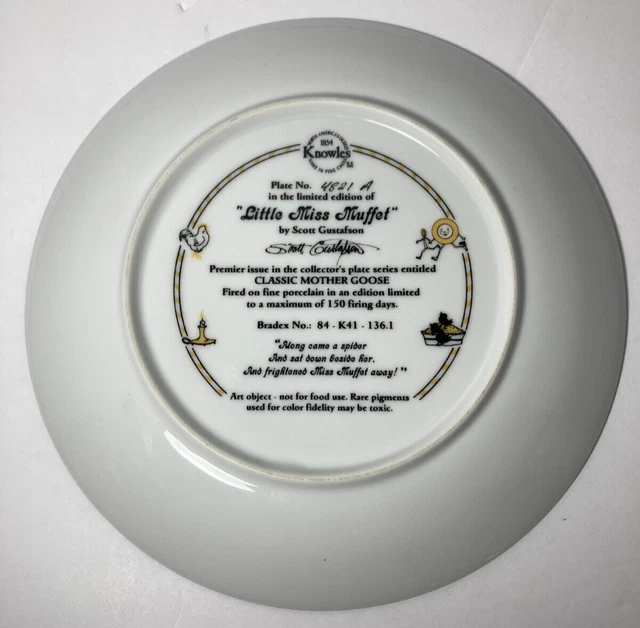 1854
Knowles
Plate No. 4821 A
in the limited edition of
"Little Miss Muffet"
by Scott Gustafson
Scott Gustafson
Premier issue in the collector's plate series entitled
CLASSIC MOTHER GOOSE
Fired on fine porcelain in an edition limited
to a maximum of 150 firing days.
Bradex No.: 84 - K41 - 136.1
"Along came a spider
And sat down beside her,
And frightened Miss Muffet away!"
Art object - not for food use. Rare pigments
used for color fidelity may be toxic.